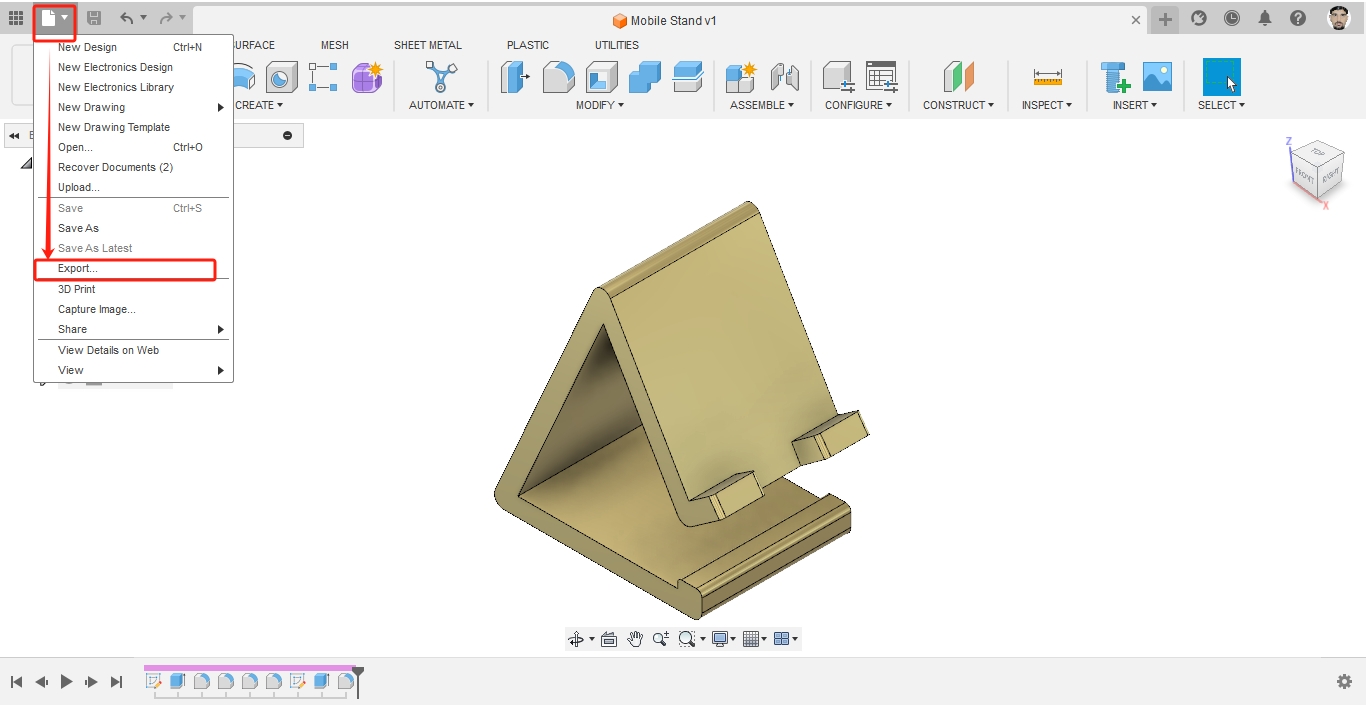 Mobile Stand v1
URFACE MESH SHEET METAL PLASTIC UTILITIES
CREATE AUTOMATE MODIFY ASSEMBLE CONFIGURE CONSTRUCT INSPECT INSERT SELECT
New Design Ctrl+N
New Electronics Design
New Electronics Library
New Drawing
New Drawing Template
Open... Ctrl+O
Recover Documents (2)
Upload...
Save Ctrl+S
Save As
Save As Latest
Export...
3D Print
Capture Image...
Share
View Details on Web
View
Z
TOP
FRONT RIGHT
X